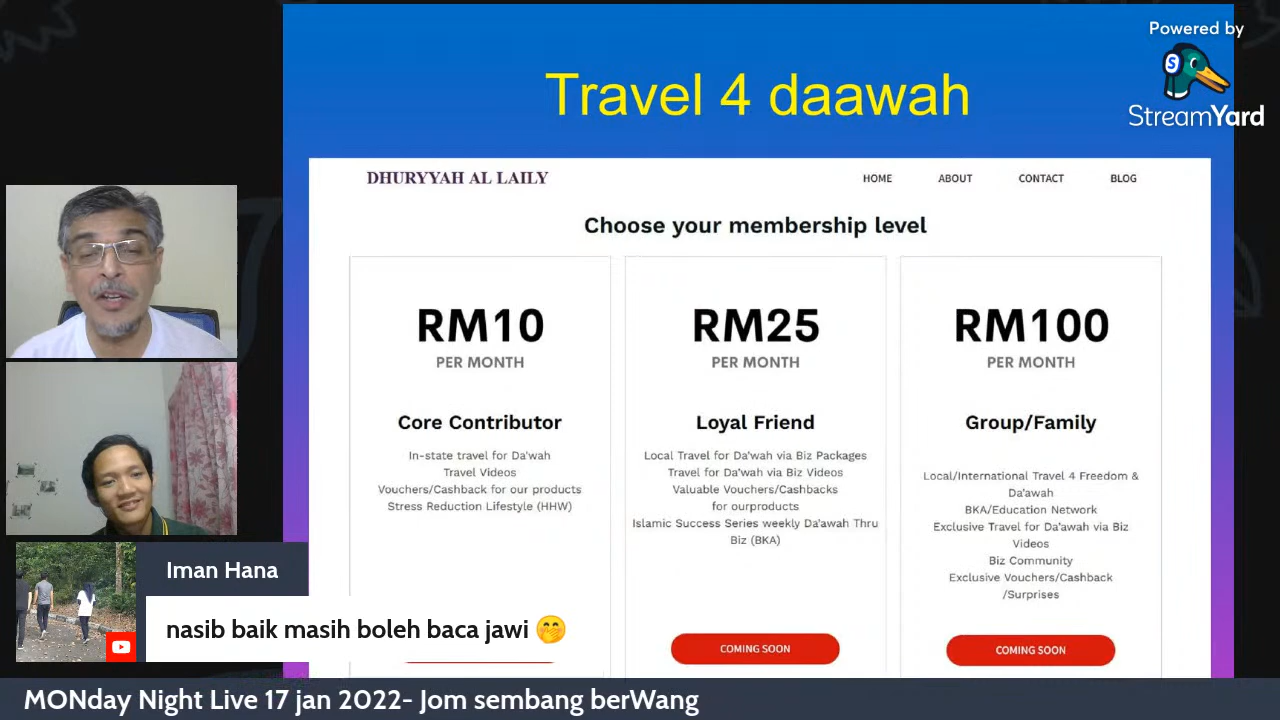 Powered by
StreamYard
Travel 4 daawah
DHURYYAH AL LAILY
HOME
ABOUT
CONTACT
BLOG
Choose your membership level
RM10
PER MONTH
Core Contributor
In-state travel for Da'wah
Travel Videos
Vouchers/Cashback for our products
Stress Reduction Lifestyle (HHW)
RM25
PER MONTH
Loyal Friend
Local Travel for Da'wah via Biz Packages
Travel for Da'wah via Biz Videos
Valuable Vouchers/Cashbacks
for ourproducts
Islamic Success Series weekly Da'awah Thru
Biz (BKA)
COMING SOON
RM100
PER MONTH
Group/Family
Local/International Travel 4 Freedom &
Da'awah
BKA/Education Network
Exclusive Travel for Da'awah via Biz
Videos
Biz Community
Exclusive Vouchers/Cashback
/Surprises
COMING SOON
Iman Hana
nasib baik masih boleh baca jawi 🤭
MONday Night Live 17 jan 2022- Jom sembang berWang